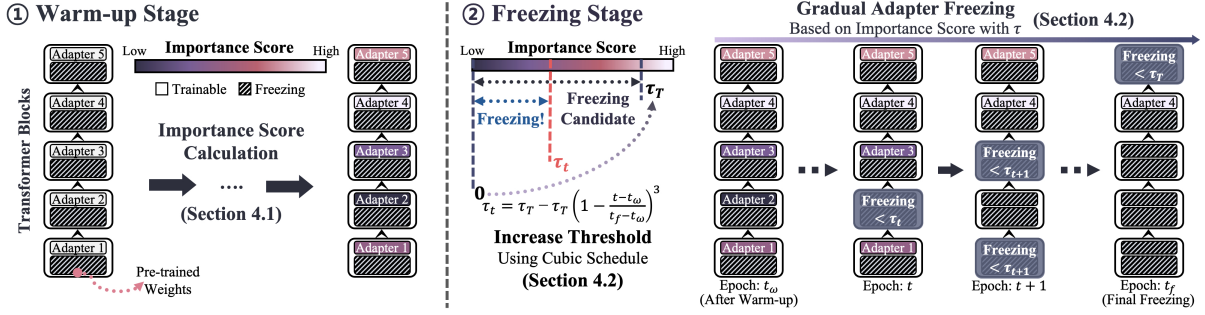 ① Warm-up Stage
Transformer Blocks
Adapter 5
Adapter 4
Adapter 3
Adapter 2
Adapter 1
Pre-trained
Weights
Low
Importance Score
High
Trainable
Freezing
Importance Score
Calculation
....
(Section 4.1)
Adapter 5
Adapter 4
Adapter 3
Adapter 2
Adapter 1
② Freezing Stage
Low
Importance Score
High
Freezing!
Freezing
Candidate
τ_T
τ_t
0
τ_t = τ_T − τ_T (1 − (t−t_ω)/(t_f−t_ω))^3
Increase Threshold
Using Cubic Schedule
(Section 4.2)
Gradual Adapter Freezing
Based on Importance Score with τ
(Section 4.2)
Adapter 5
Adapter 4
Adapter 3
Adapter 2
Adapter 1
Epoch: t_ω
(After Warm-up)
Adapter 5
Adapter 4
Adapter 3
Freezing
< τ_t
Adapter 1
Epoch: t
Adapter 5
Adapter 4
Freezing
< τ_{t+1}
Freezing
< τ_{t+1}
Epoch: t + 1
Freezing
< τ_T
Adapter 4
Epoch: t_f
(Final Freezing)